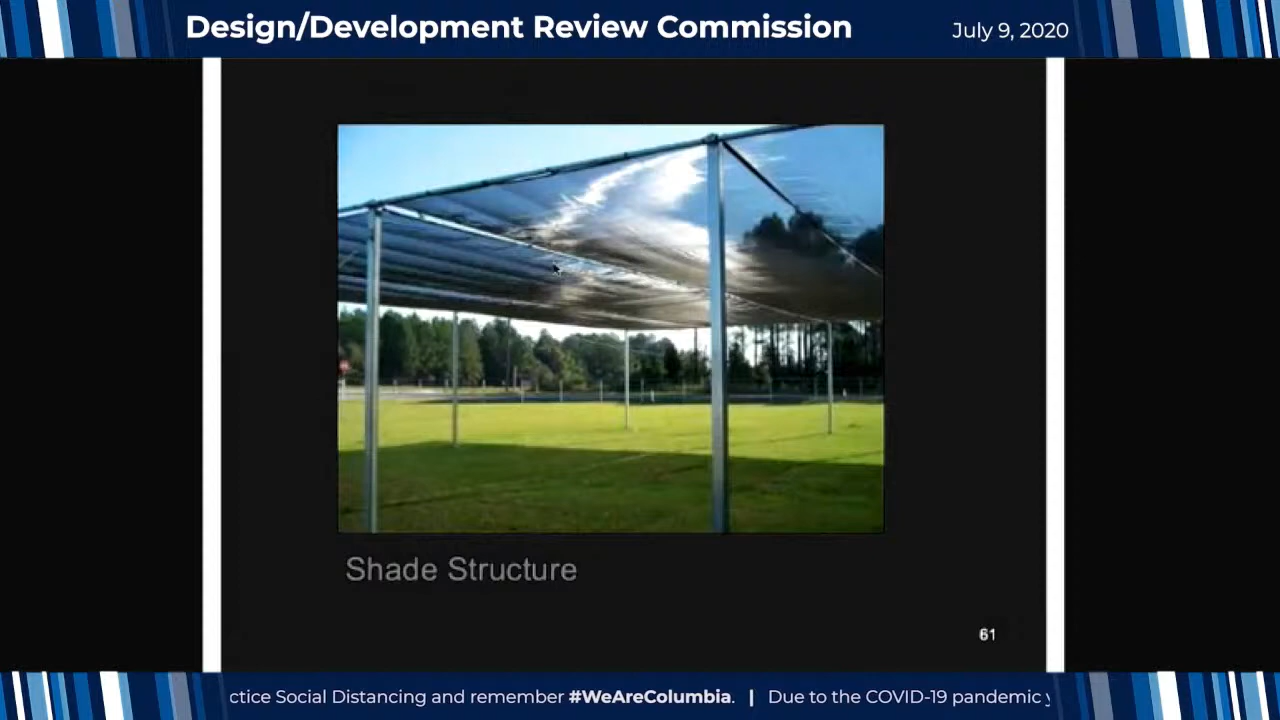 Design/Development Review Commission
July 9, 2020
Shade Structure
61
ctice Social Distancing and remember #WeAreColumbia. | Due to the COVID-19 pandemic